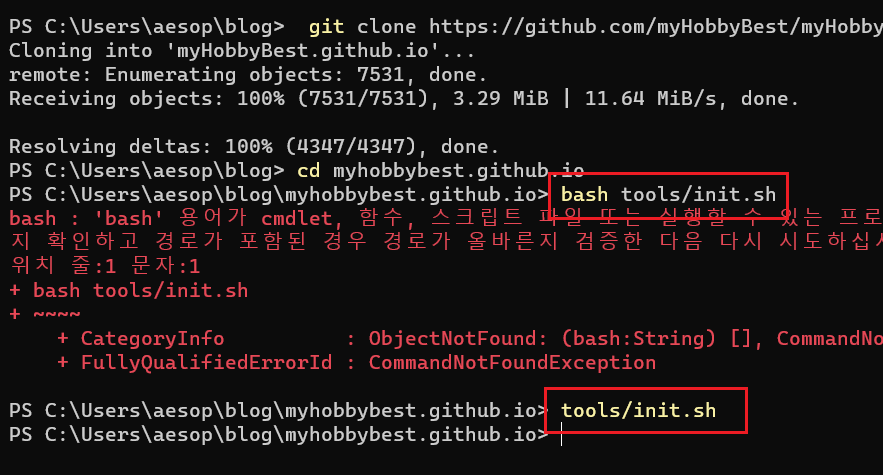 PS C:\Users\aesop\blog>  git clone https://github.com/myHobbyBest/myHobby
Cloning into 'myHobbyBest.github.io'...
remote: Enumerating objects: 7531, done.
Receiving objects: 100% (7531/7531), 3.29 MiB | 11.64 MiB/s, done.
Resolving deltas: 100% (4347/4347), done.
PS C:\Users\aesop\blog> cd myhobbybest.github.io
PS C:\Users\aesop\blog\myhobbybest.github.io> bash tools/init.sh
bash : 'bash' 용어가 cmdlet, 함수, 스크립트 파일 또는 실행할 수 있는 프로
지 확인하고 경로가 포함된 경우 경로가 올바른지 검증한 다음 다시 시도하십시
위치 줄:1 문자:1
+ bash tools/init.sh
+ ~~~~
    + CategoryInfo          : ObjectNotFound: (bash:String) [], CommandNo
    + FullyQualifiedErrorId : CommandNotFoundException
PS C:\Users\aesop\blog\myhobbybest.github.io> tools/init.sh
PS C:\Users\aesop\blog\myhobbybest.github.io>